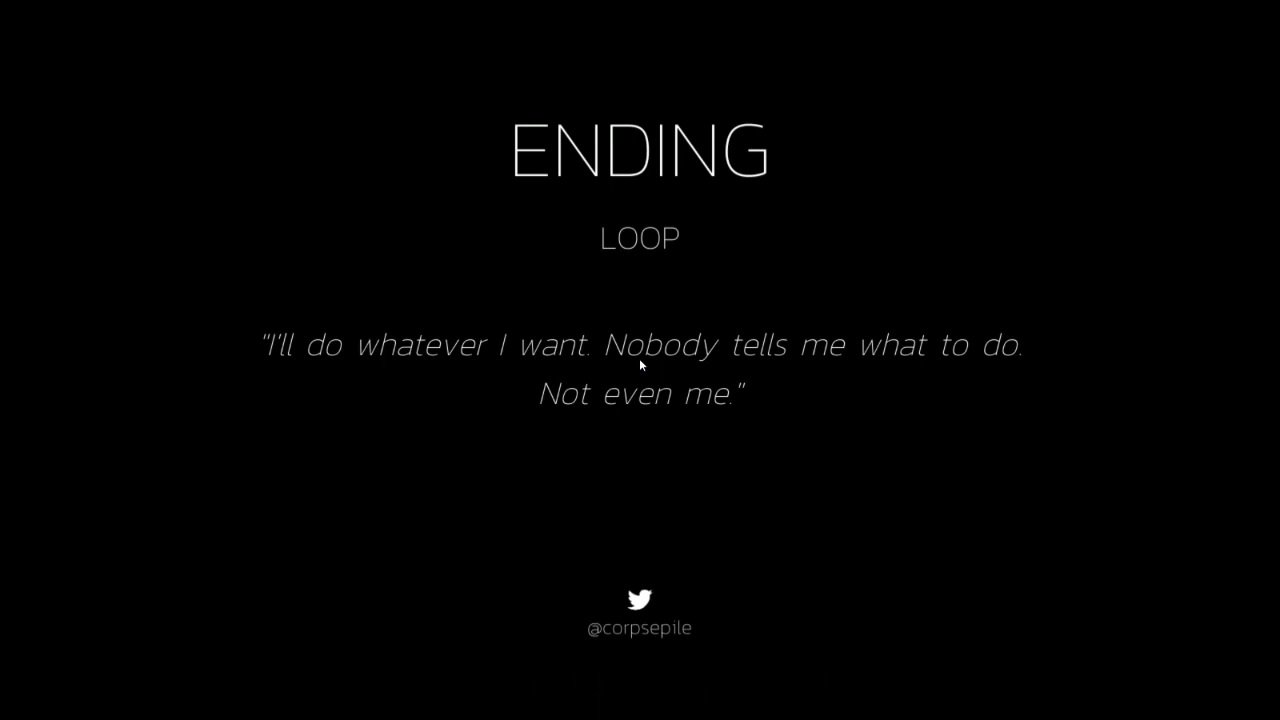 ENDING
LOOP
"I'll do whatever I want. Nobody tells me what to do.
Not even me."
@corpsepile